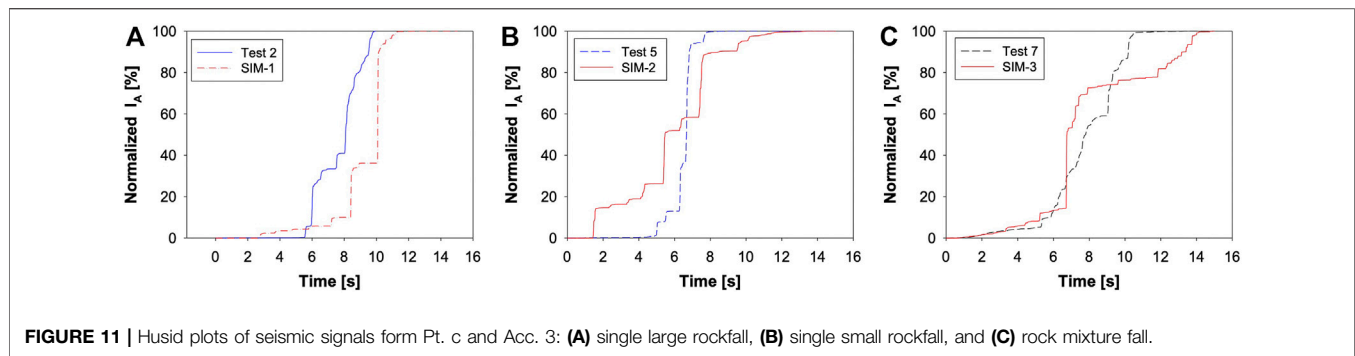 A
Normalized I_A [%]
100
80
60
40
20
0
Test 2
SIM-1
0 2 4 6 8 10 12 14 16
Time [s]
B
Normalized I_A [%]
100
80
60
40
20
0
Test 5
SIM-2
0 2 4 6 8 10 12 14 16
Time [s]
C
Normalized I_A [%]
100
80
60
40
20
0
Test 7
SIM-3
0 2 4 6 8 10 12 14 16
Time [s]
FIGURE 11 | Husid plots of seismic signals form Pt. c and Acc. 3: (A) single large rockfall, (B) single small rockfall, and (C) rock mixture fall.